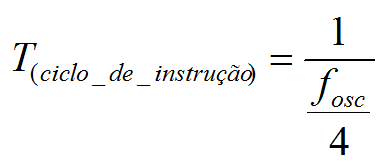 T(ciclo_de_instrução) = 1
fosc
4